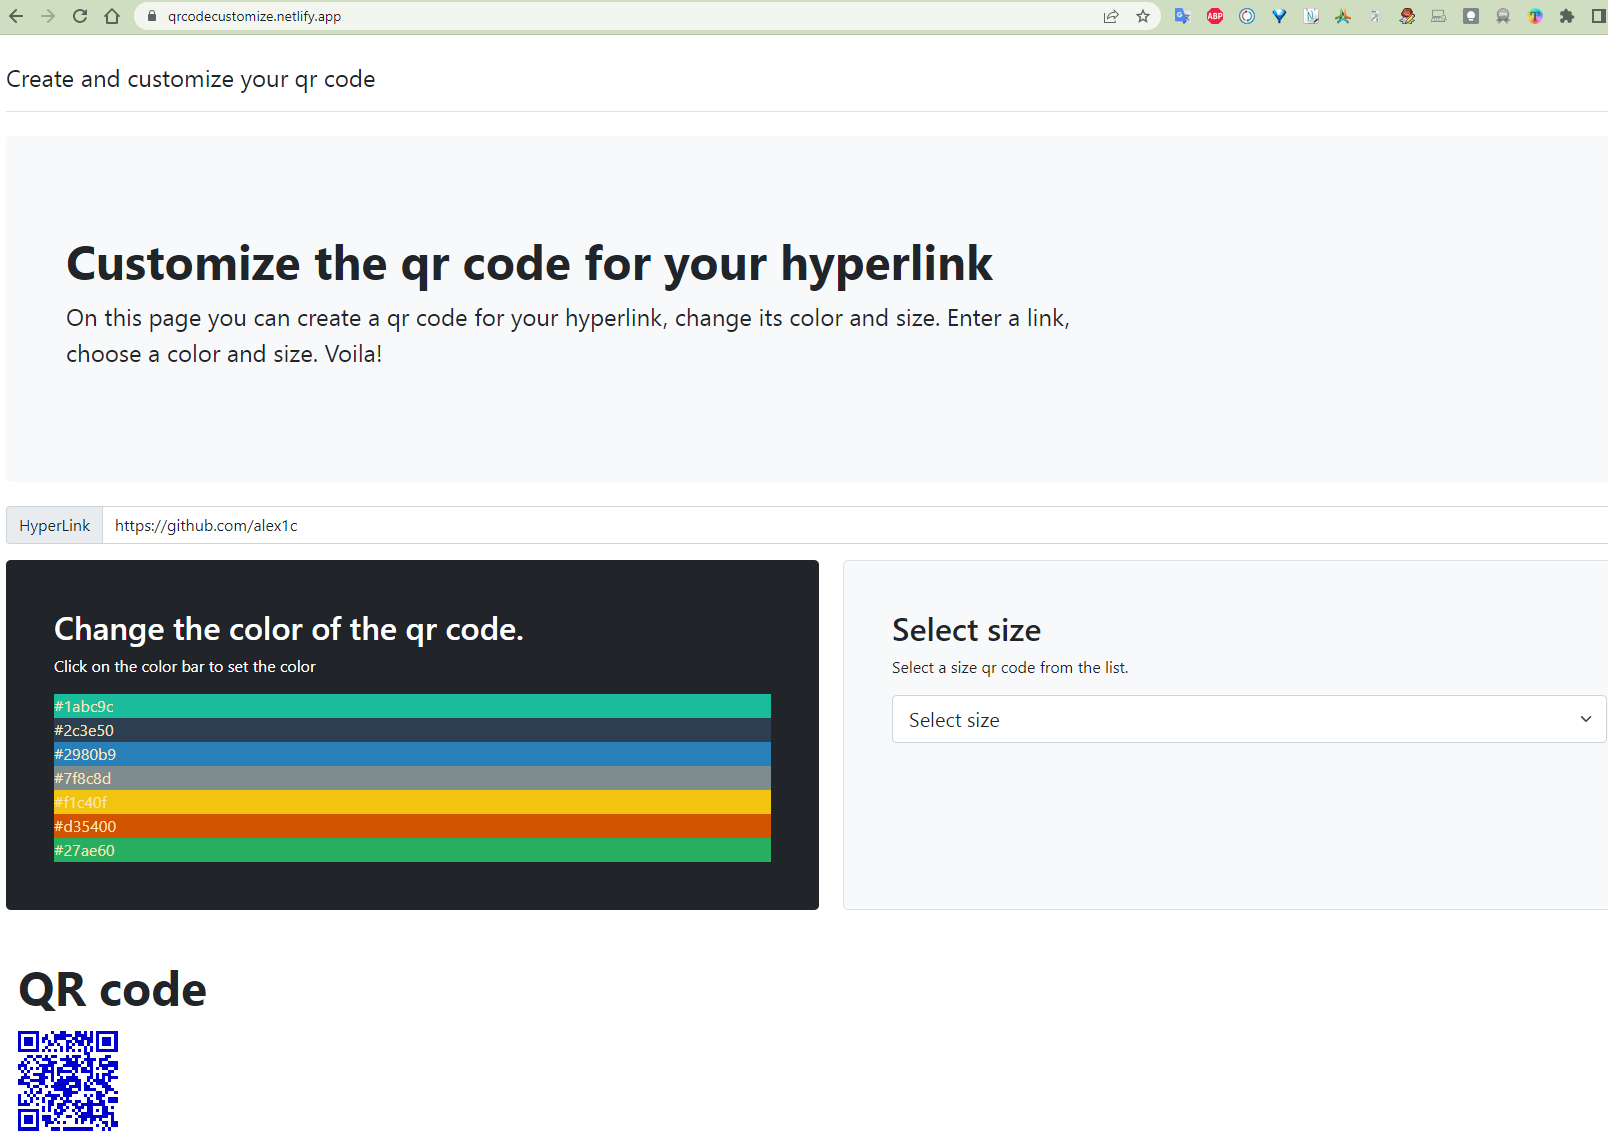 qrcodecustomize.netlify.app
ABP
Create and customize your qr code
Customize the qr code for your hyperlink
On this page you can create a qr code for your hyperlink, change its color and size. Enter a link,
choose a color and size. Voila!
HyperLink https://github.com/alex1c
Change the color of the qr code.
Click on the color bar to set the color
#1abc9c
#2c3e50
#2980b9
#7f8c8d
#f1c40f
#d35400
#27ae60
Select size
Select a size qr code from the list.
Select size
QR code